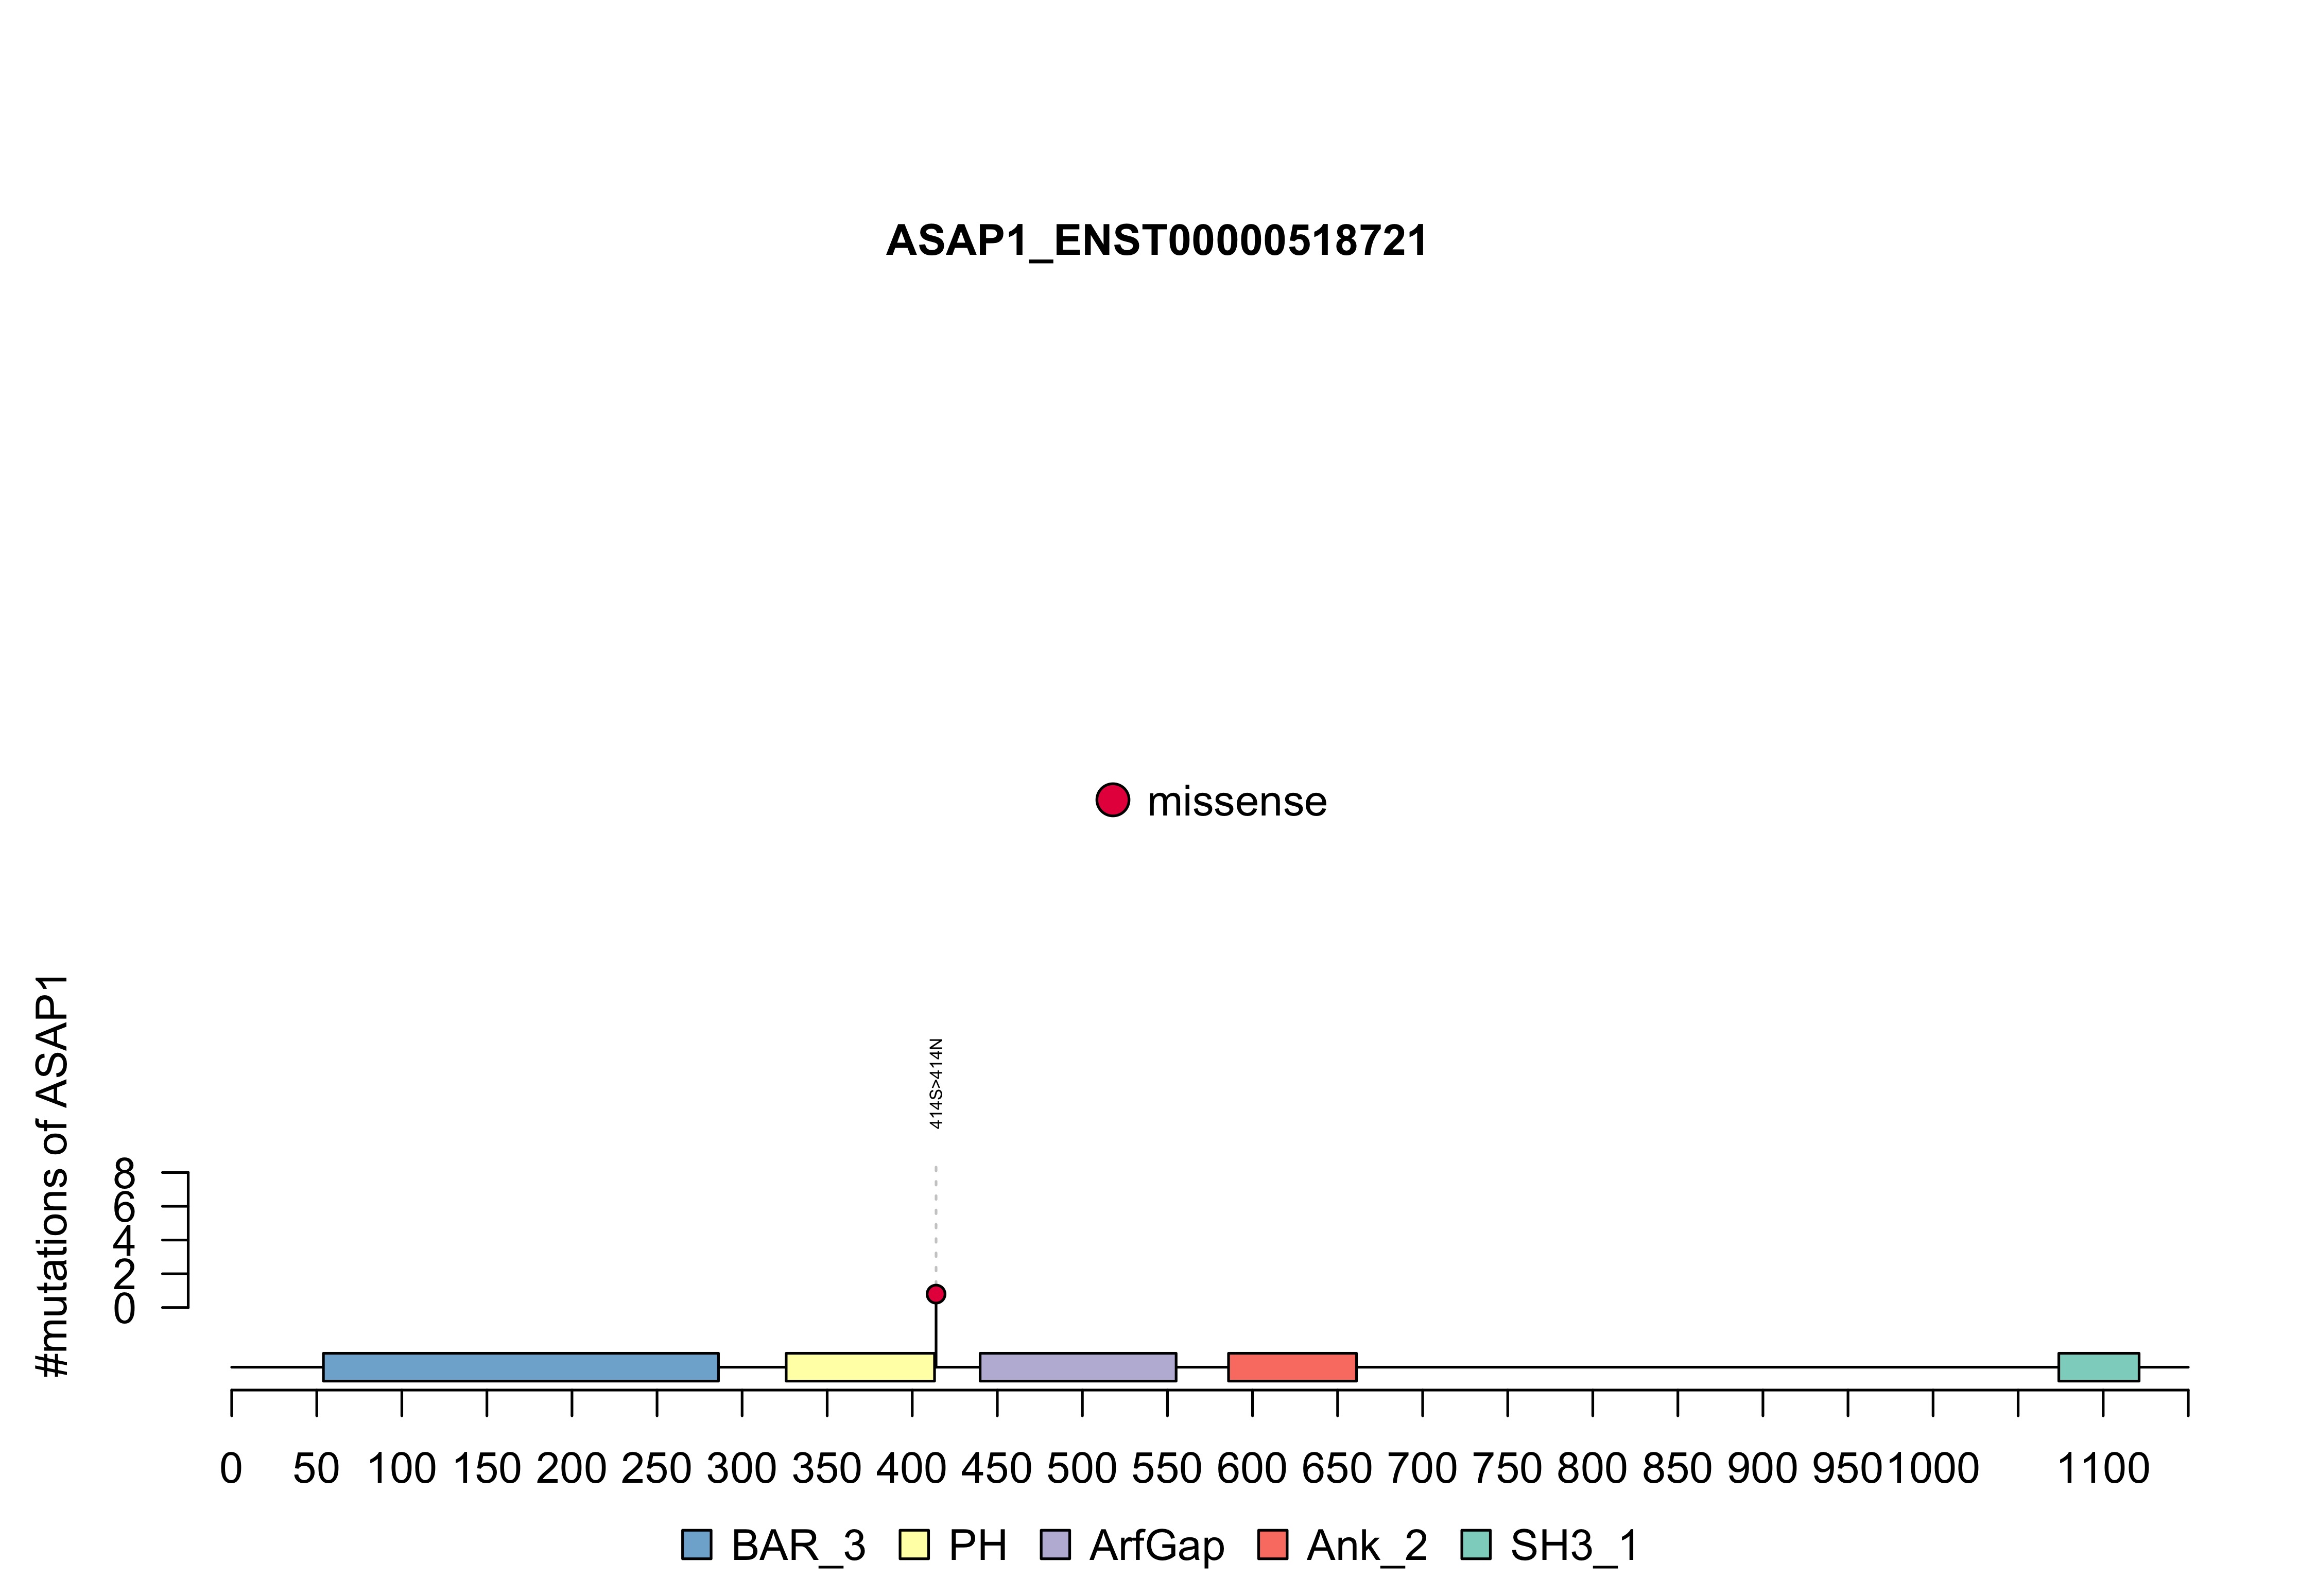 ASAP1_ENST00000518721
missense
#mutations of ASAP1
414S>414N
8
6
4
2
0
0 50 100 150 200 250 300 350 400 450 500 550 600 650 700 750 800 850 900 950 1000 1100
BAR_3 PH ArfGap Ank_2 SH3_1